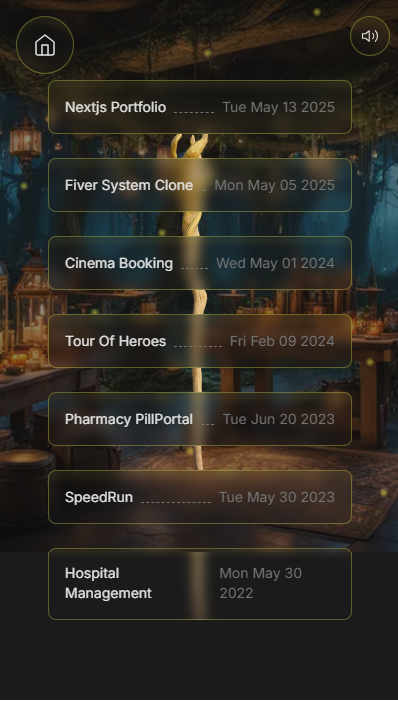 Nextjs Portfolio Tue May 13 2025
Fiver System Clone Mon May 05 2025
Cinema Booking Wed May 01 2024
Tour Of Heroes Fri Feb 09 2024
Pharmacy PillPortal Tue Jun 20 2023
SpeedRun Tue May 30 2023
Hospital Mon May 30
Management 2022